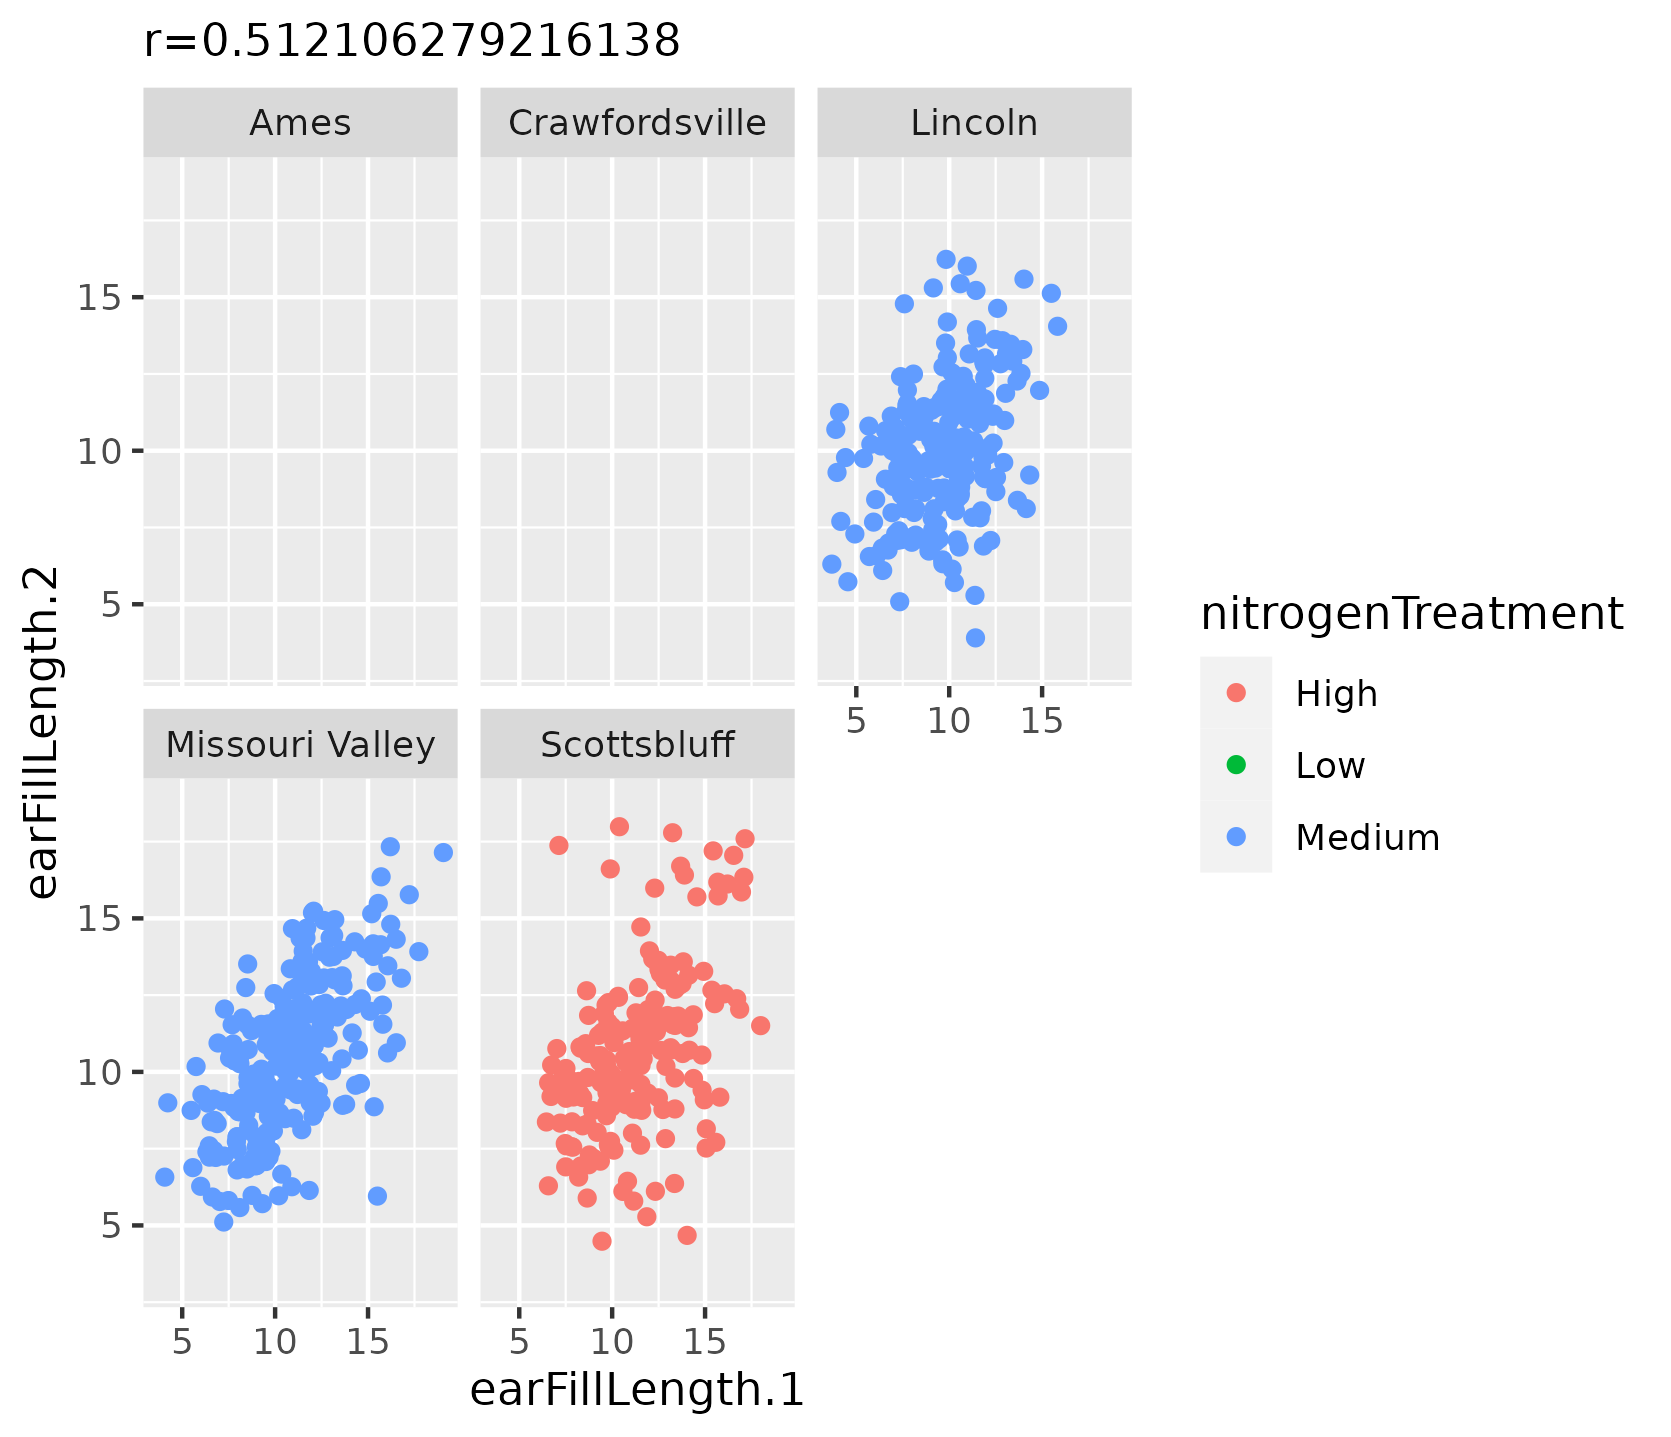 r=0.512106279216138
Ames
Crawfordsville
Lincoln
15
10
5
5
10
15
Missouri Valley
Scottsbluff
15
10
5
5
10
15
5
10
15
earFillLength.1
earFillLength.2
nitrogenTreatment
High
Low
Medium